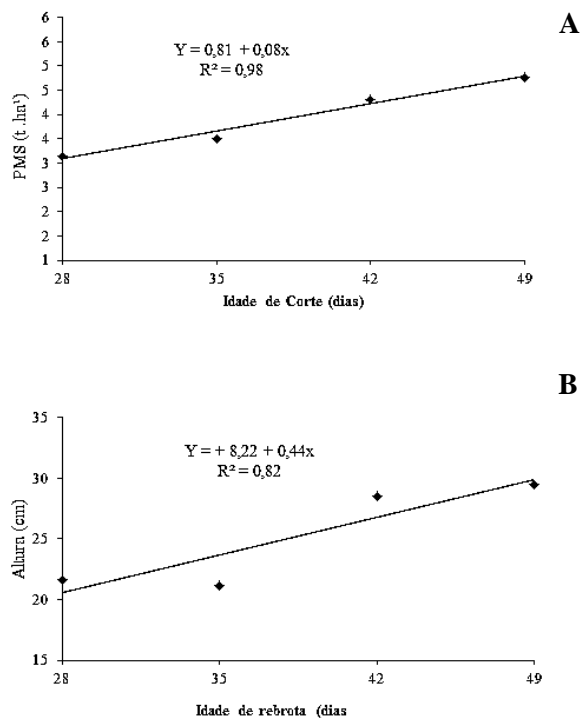 A
Y = 0,81 + 0,08x
R² = 0,98
PMS (t .ha¹)
6
6
5
5
4
4
3
3
2
2
1
28 35 42 49
Idade de Corte (dias)
B
Y = + 8,22 + 0,44x
R² = 0,82
Altura (cm)
35
30
25
20
15
28 35 42 49
Idade de rebrota (dias